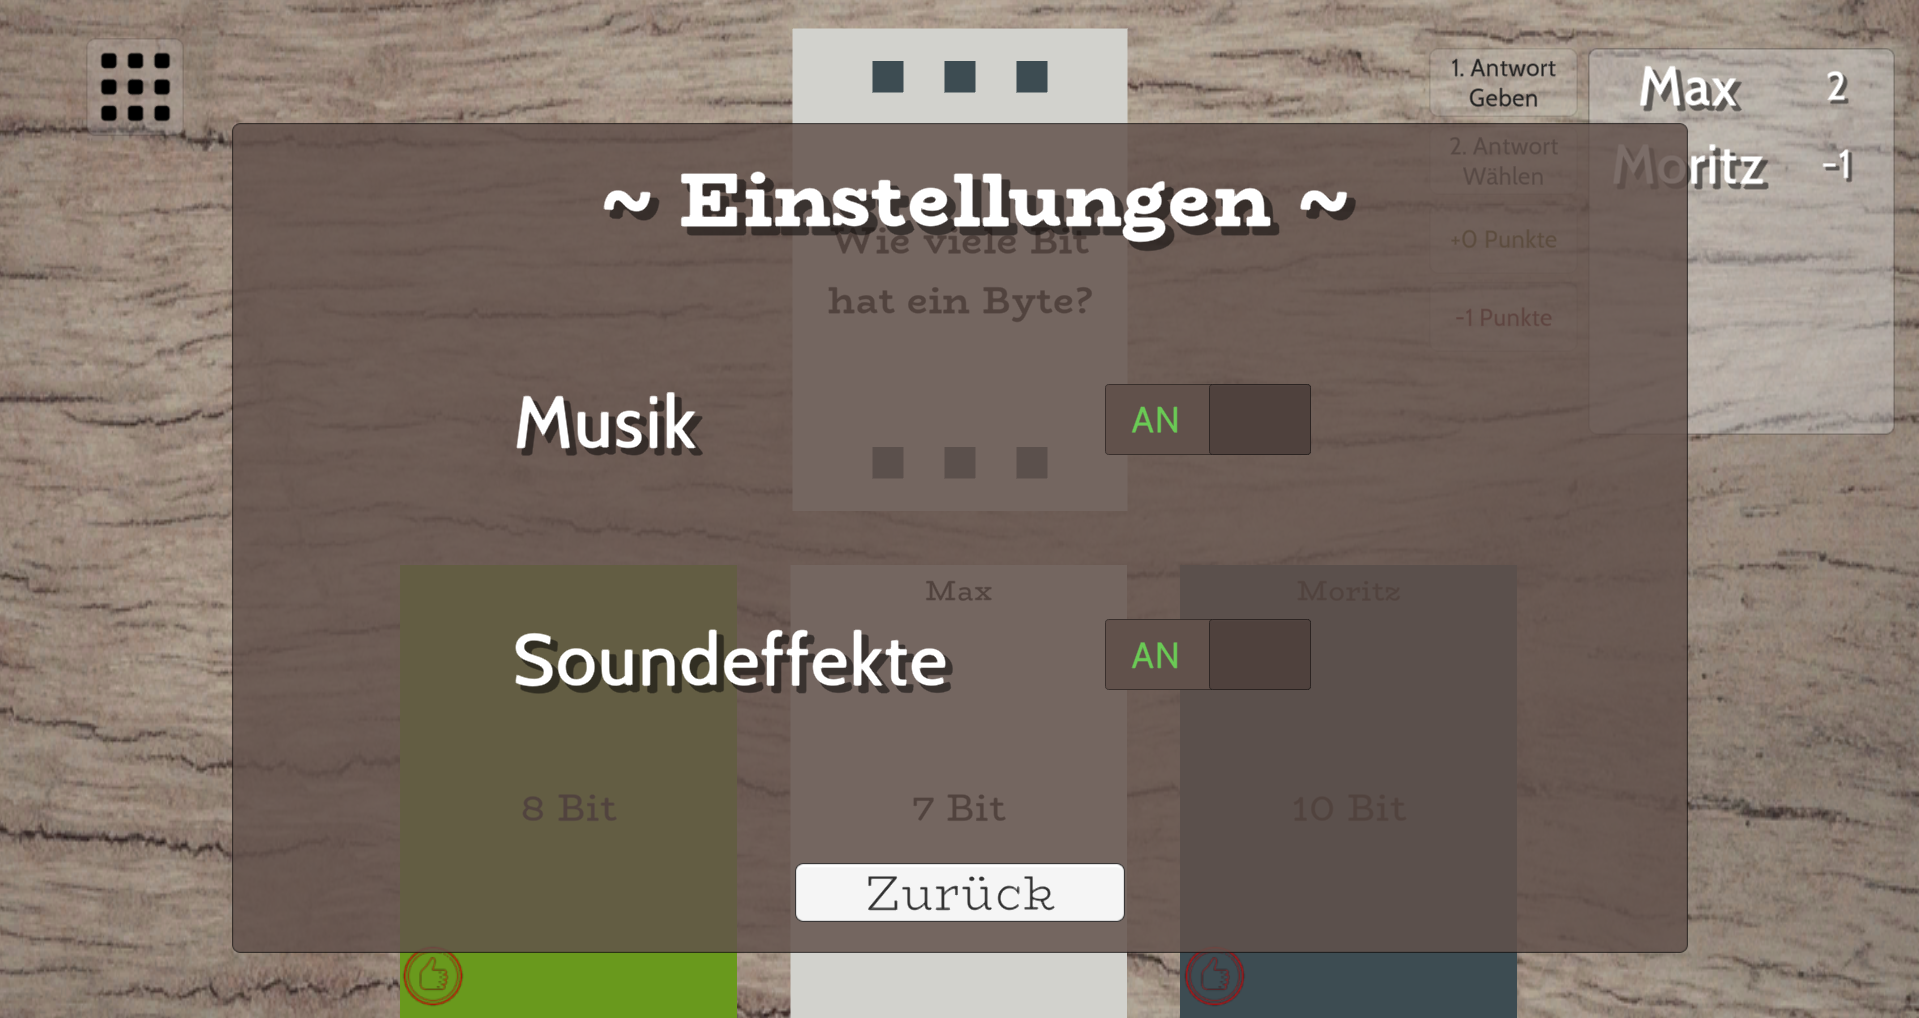 1. Antwort
Geben
Max 2
2. Antwort
Wählen
Moritz -1
~ Einstellungen ~
Wie viele Bit
hat ein Byte?
+0 Punkte
-1 Punkte
Musik
AN
Max
Moritz
Soundeffekte
AN
8 Bit
7 Bit
10 Bit
Zurück